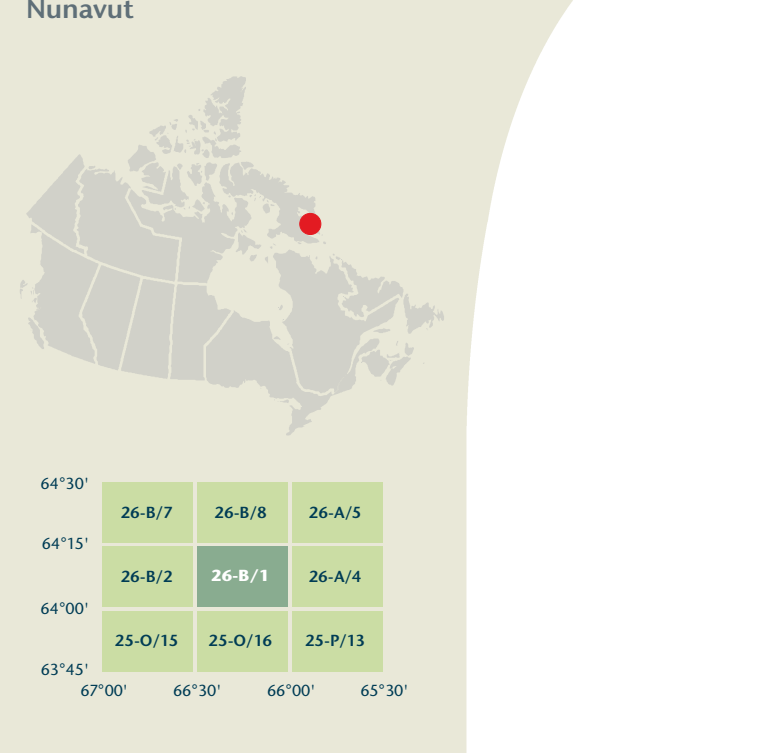 Nunavut
64°30'
26-B/7 26-B/8 26-A/5
64°15'
26-B/2 26-B/1 26-A/4
64°00'
25-O/15 25-O/16 25-P/13
63°45'
67°00' 66°30' 66°00' 65°30'